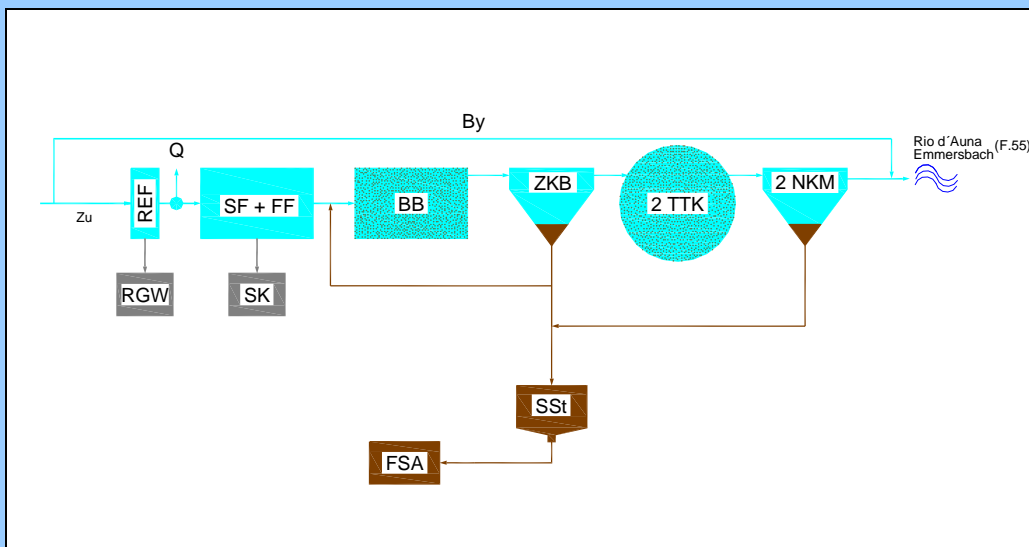 By
Rio d´Auna
Emmersbach (F.55)
Q
Zu
REF
SF + FF
BB
ZKB
2 TTK
2 NKM
RGW
SK
SSt
FSA